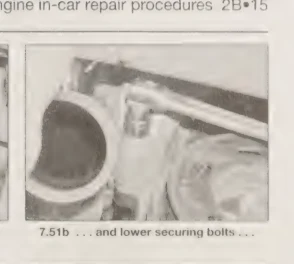 ngine in-car repair procedures 2B•15
7.51b ... and lower securing bolts ...